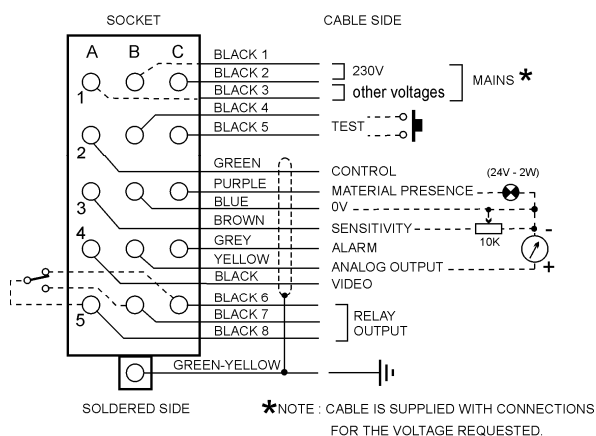 SOCKET CABLE SIDE
A B C
BLACK 1
BLACK 2
230V
BLACK 3
other voltages
MAINS *
1
BLACK 4
BLACK 5
TEST
2
GREEN
CONTROL
(24V - 2W)
PURPLE
MATERIAL PRESENCE
BLUE
0V
3
BROWN
SENSITIVITY
10K
-
GREY
ALARM
4
YELLOW
ANALOG OUTPUT
+
BLACK
VIDEO
BLACK 6
BLACK 7
BLACK 8
RELAY
OUTPUT
5
GREEN-YELLOW
SOLDERED SIDE
*NOTE : CABLE IS SUPPLIED WITH CONNECTIONS
FOR THE VOLTAGE REQUESTED.